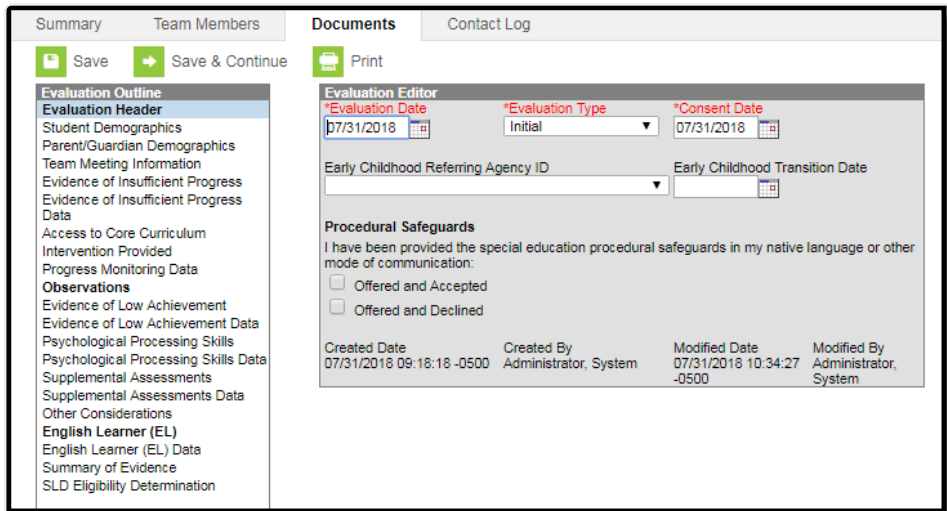 Summary Team Members Documents Contact Log
Save Save & Continue Print
Evaluation Outline
Evaluation Header
Student Demographics
Parent/Guardian Demographics
Team Meeting Information
Evidence of Insufficient Progress
Evidence of Insufficient Progress
Data
Access to Core Curriculum
Intervention Provided
Progress Monitoring Data
Observations
Evidence of Low Achievement
Evidence of Low Achievement Data
Psychological Processing Skills
Psychological Processing Skills Data
Supplemental Assessments
Supplemental Assessments Data
Other Considerations
English Learner (EL)
English Learner (EL) Data
Summary of Evidence
SLD Eligibility Determination
Evaluation Editor
*Evaluation Date *Evaluation Type *Consent Date
07/31/2018 Initial 07/31/2018
Early Childhood Referring Agency ID Early Childhood Transition Date
Procedural Safeguards
I have been provided the special education procedural safeguards in my native language or other
mode of communication:
Offered and Accepted
Offered and Declined
Created Date Created By Modified Date Modified By
07/31/2018 09:18:18 -0500 Administrator, System 07/31/2018 10:34:27 Administrator,
-0500 System